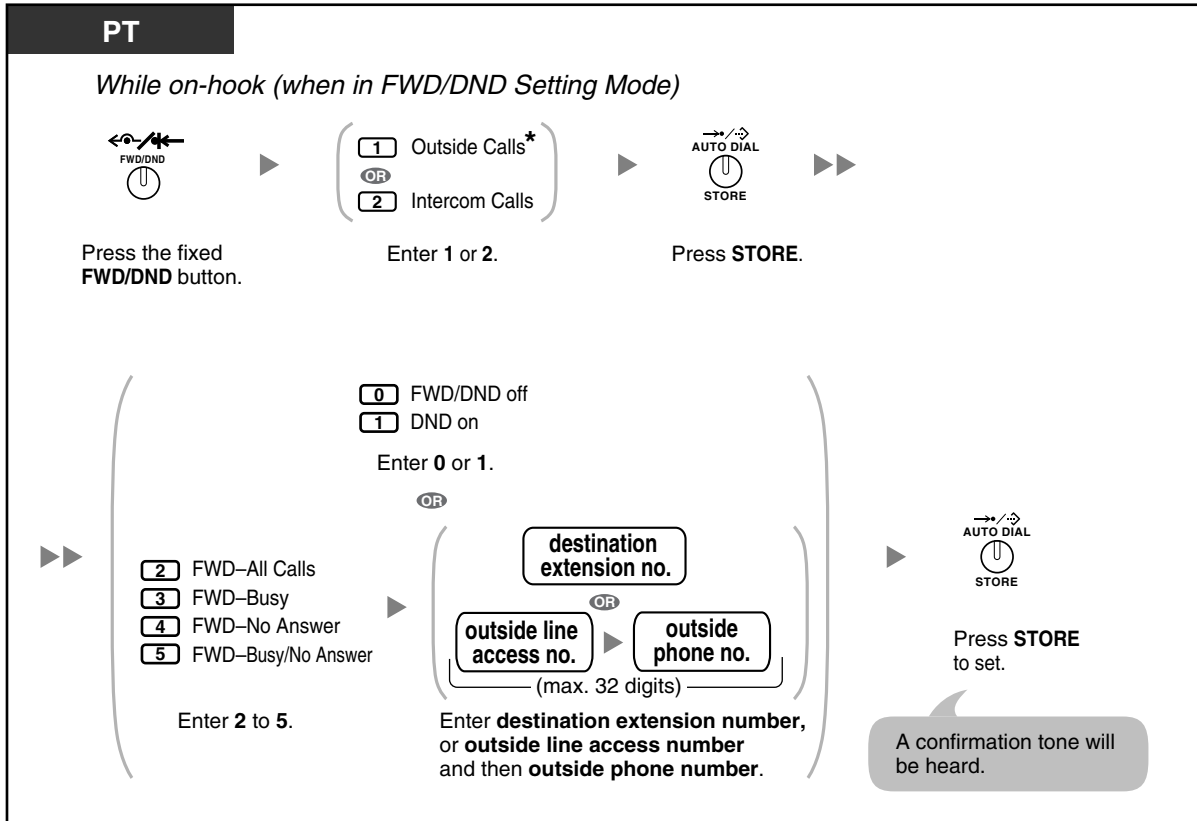 PT
While on-hook (when in FWD/DND Setting Mode)
FWD/DND
Press the fixed
FWD/DND button.
1 Outside Calls*
OR
2 Intercom Calls
Enter 1 or 2.
AUTO DIAL
STORE
Press STORE.
0 FWD/DND off
1 DND on
Enter 0 or 1.
OR
2 FWD–All Calls
3 FWD–Busy
4 FWD–No Answer
5 FWD–Busy/No Answer
Enter 2 to 5.
destination
extension no.
OR
outside line
access no.
outside
phone no.
(max. 32 digits)
Enter destination extension number,
or outside line access number
and then outside phone number.
AUTO DIAL
STORE
Press STORE
to set.
A confirmation tone will
be heard.